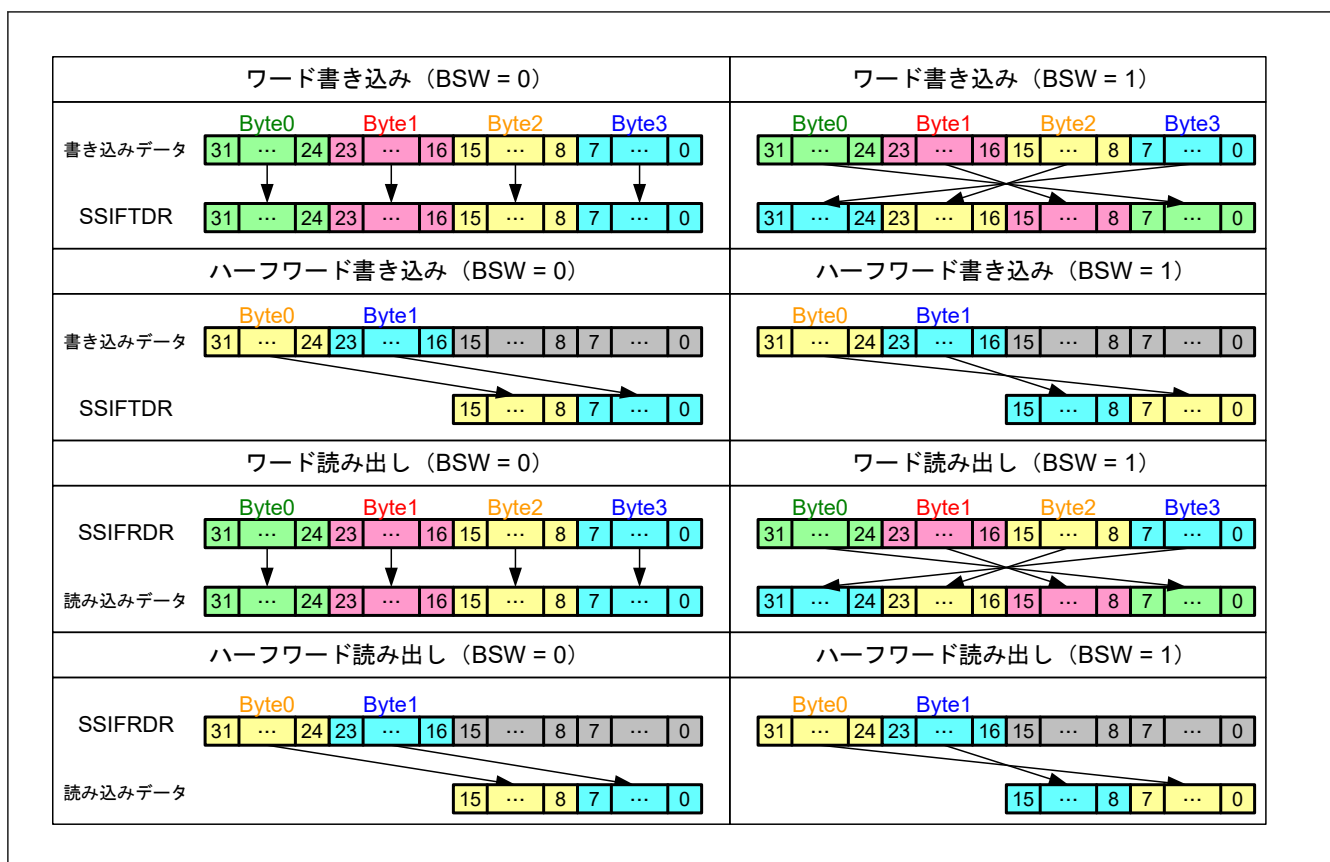 ワード書き込み（BSW = 0）
ワード書き込み（BSW = 1）
Byte0 Byte1 Byte2 Byte3
書き込みデータ 31 … 24 23 … 16 15 … 8 7 … 0
SSIFTDR 31 … 24 23 … 16 15 … 8 7 … 0
Byte0 Byte1 Byte2 Byte3
31 … 24 23 … 16 15 … 8 7 … 0
31 … 24 23 … 16 15 … 8 7 … 0
ハーフワード書き込み（BSW = 0）
ハーフワード書き込み（BSW = 1）
Byte0 Byte1
書き込みデータ 31 … 24 23 … 16 15 … 8 7 … 0
SSIFTDR 15 … 8 7 … 0
Byte0 Byte1
31 … 24 23 … 16 15 … 8 7 … 0
15 … 8 7 … 0
ワード読み出し（BSW = 0）
ワード読み出し（BSW = 1）
Byte0 Byte1 Byte2 Byte3
SSIFRDR 31 … 24 23 … 16 15 … 8 7 … 0
読み込みデータ 31 … 24 23 … 16 15 … 8 7 … 0
Byte0 Byte1 Byte2 Byte3
31 … 24 23 … 16 15 … 8 7 … 0
31 … 24 23 … 16 15 … 8 7 … 0
ハーフワード読み出し（BSW = 0）
ハーフワード読み出し（BSW = 1）
Byte0 Byte1
SSIFRDR 31 … 24 23 … 16 15 … 8 7 … 0
読み込みデータ 15 … 8 7 … 0
Byte0 Byte1
31 … 24 23 … 16 15 … 8 7 … 0
15 … 8 7 … 0